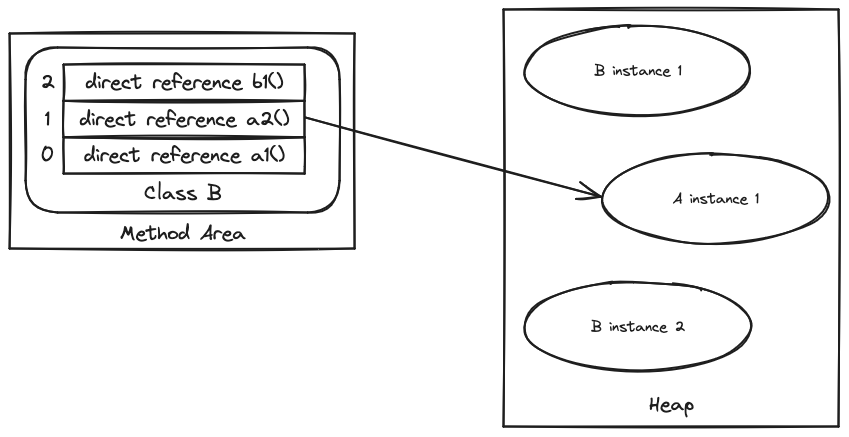 2 direct reference b1()
1 direct reference a2()
0 direct reference a1()
Class B
Method Area
B instance 1
A instance 1
B instance 2
Heap